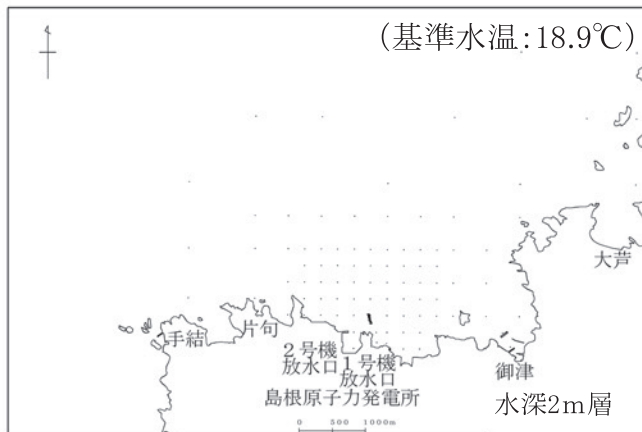 (基準水温:18.9℃)
大芦
手結
片句
2号機
放水口
1号機
放水口
御津
島根原子力発電所
水深2m層
0 500 1000m